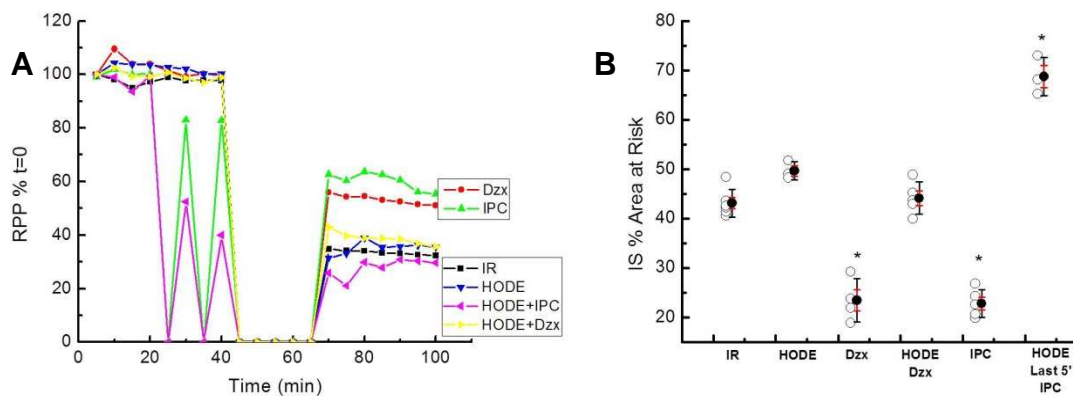 A
RPP % t=0
120
100
80
60
40
20
0
0 20 40 60 80 100
Time (min)
Dzx
IPC
IR
HODE
HODE+IPC
HODE+Dzx
B
IS % Area at Risk
80
70
60
50
40
30
20
*
*
*
IR HODE Dzx HODE IPC HODE
Dzx Last 5'
IPC